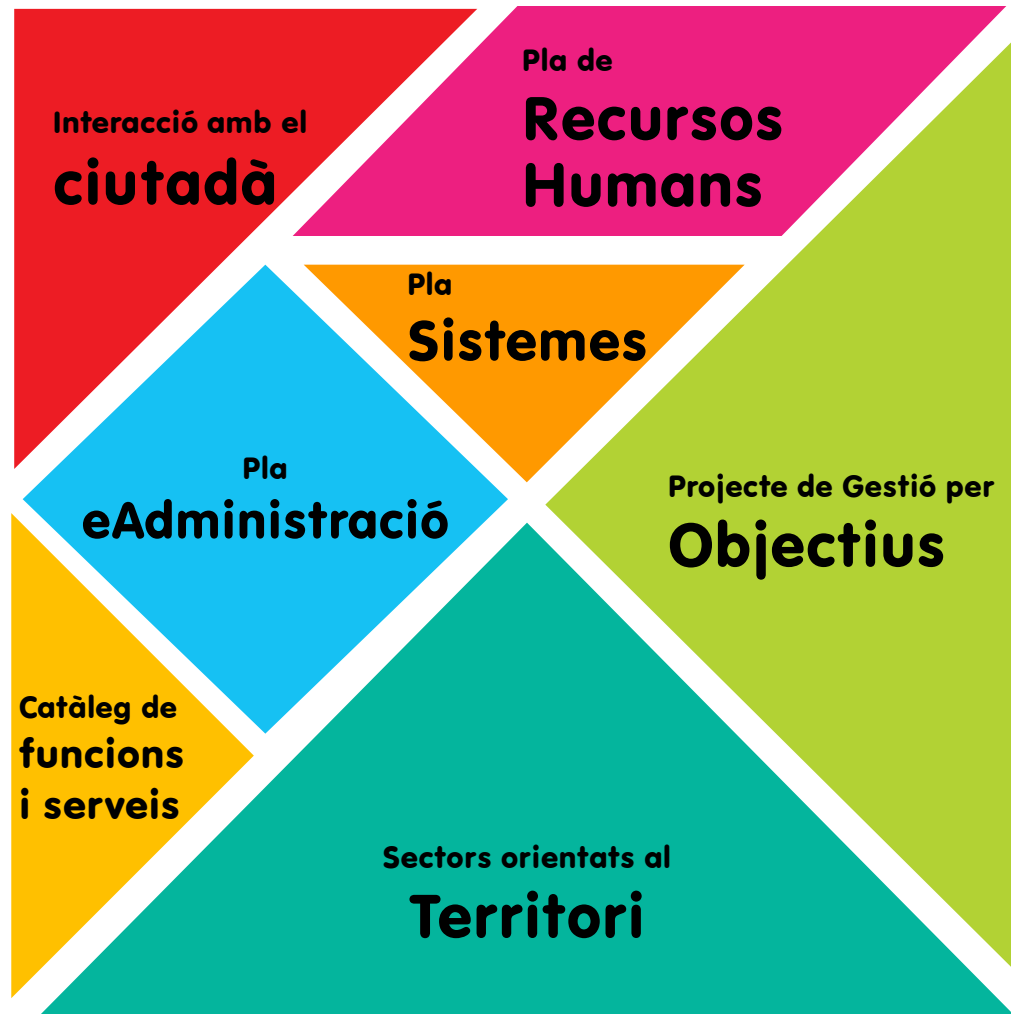 Interacció amb el
ciutadà
Pla de
Recursos
Humans
Pla
Sistemes
Pla
eAdministració
Projecte de Gestió per
Objectius
Catàleg de
funcions
i serveis
Sectors orientats al
Territori